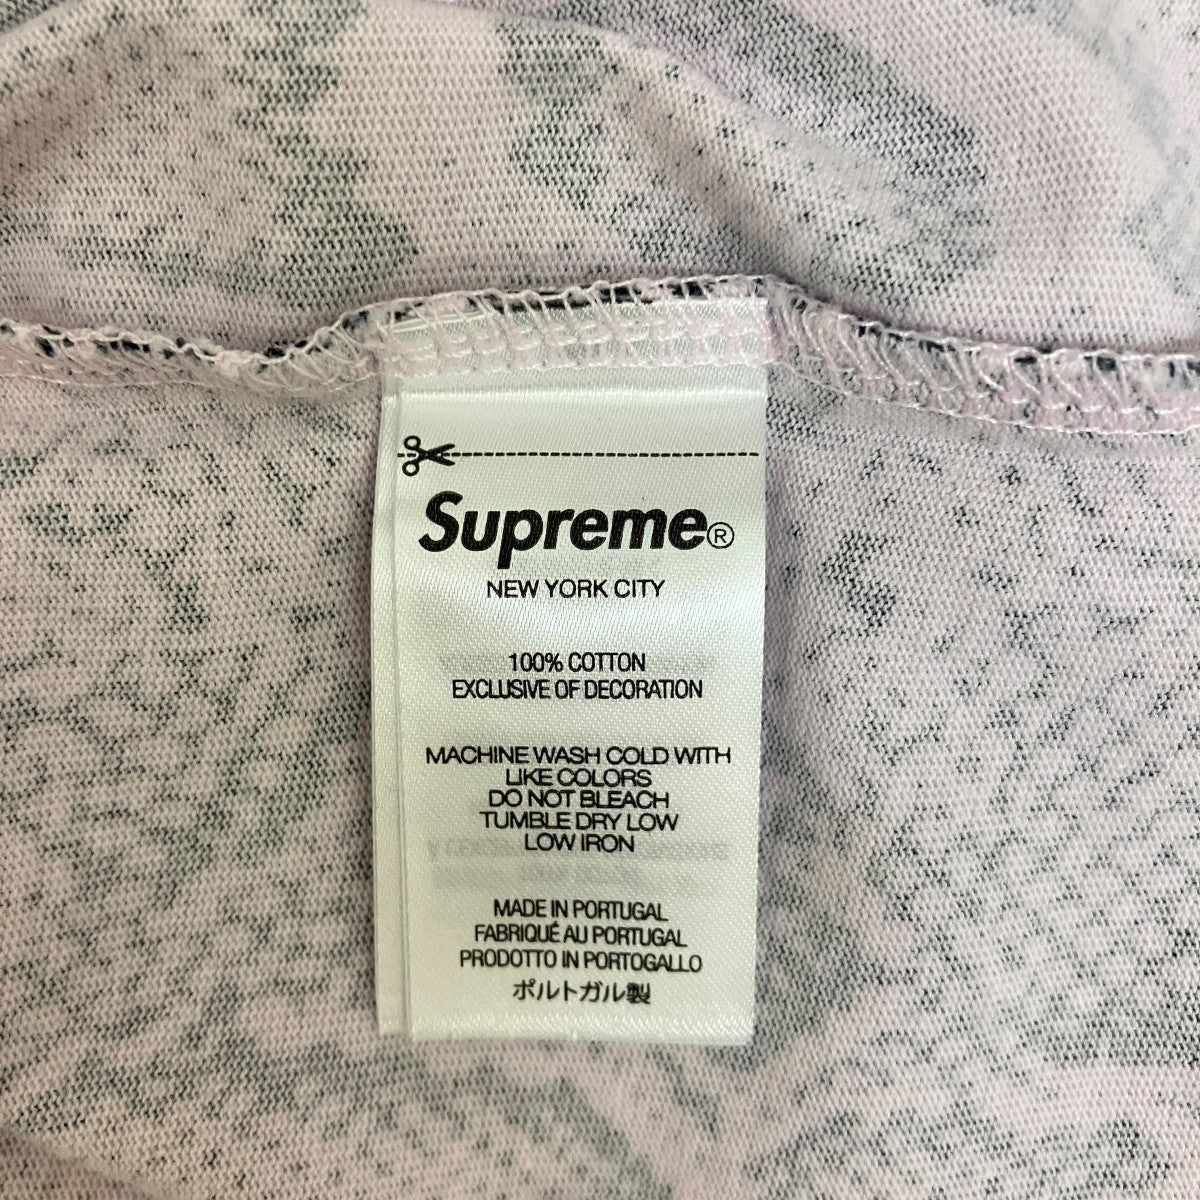 Supreme®
NEW YORK CITY
100% COTTON
EXCLUSIVE OF DECORATION
MACHINE WASH COLD WITH
LIKE COLORS
DO NOT BLEACH
TUMBLE DRY LOW
LOW IRON
MADE IN PORTUGAL
FABRIQUÉ AU PORTUGAL
PRODOTTO IN PORTOGALLO
ポルトガル製